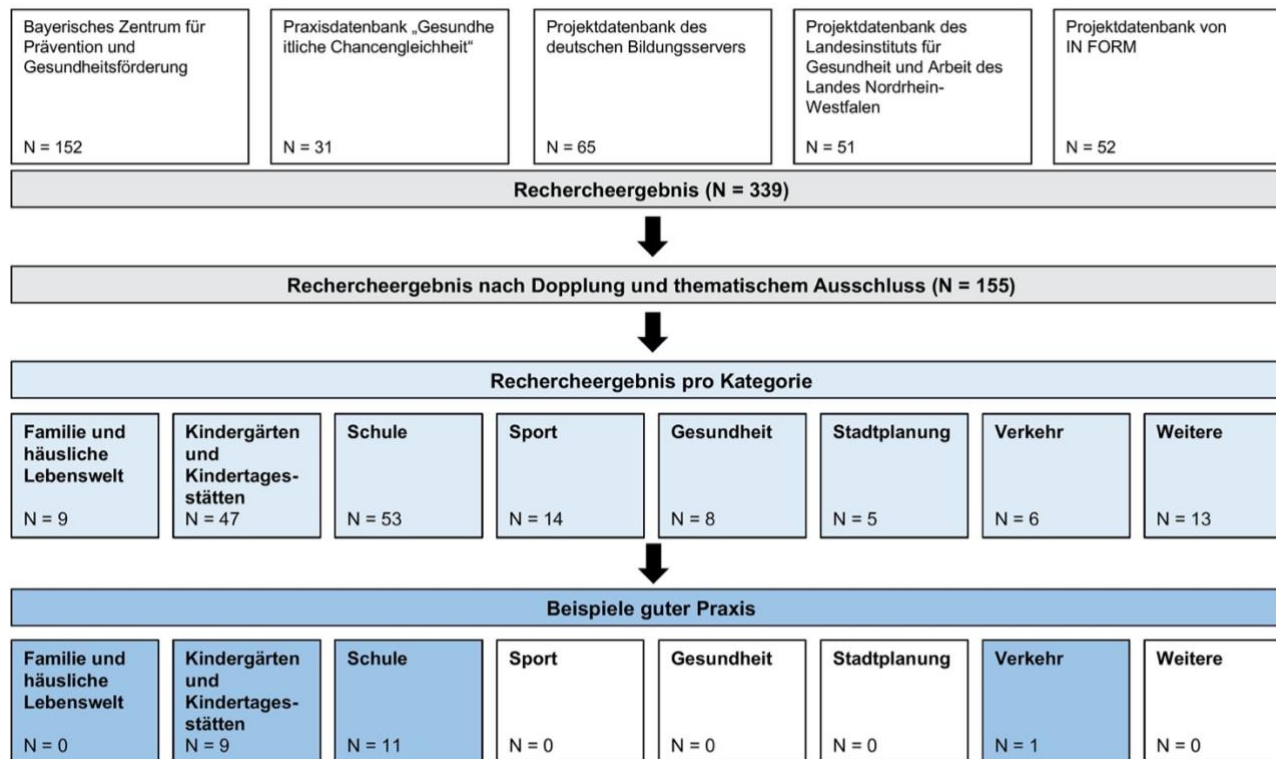 Bayerisches Zentrum für
Prävention und
Gesundheitsförderung
N = 152
Praxisdatenbank „Gesundhe
itliche Chancengleichheit“
N = 31
Projektdatenbank des
deutschen Bildungsservers
N = 65
Projektdatenbank des
Landesinstituts für
Gesundheit und Arbeit des
Landes Nordrhein-
Westfalen
N = 51
Projektdatenbank von
IN FORM
N = 52
Rechercheergebnis (N = 339)
Rechercheergebnis nach Dopplung und thematischem Ausschluss (N = 155)
Rechercheergebnis pro Kategorie
Familie und
häusliche
Lebenswelt
N = 9
Kindergärten
und
Kindertages-
stätten
N = 47
Schule
N = 53
Sport
N = 14
Gesundheit
N = 8
Stadtplanung
N = 5
Verkehr
N = 6
Weitere
N = 13
Beispiele guter Praxis
Familie und
häusliche
Lebenswelt
N = 0
Kindergärten
und
Kindertages-
stätten
N = 9
Schule
N = 11
Sport
N = 0
Gesundheit
N = 0
Stadtplanung
N = 0
Verkehr
N = 1
Weitere
N = 0